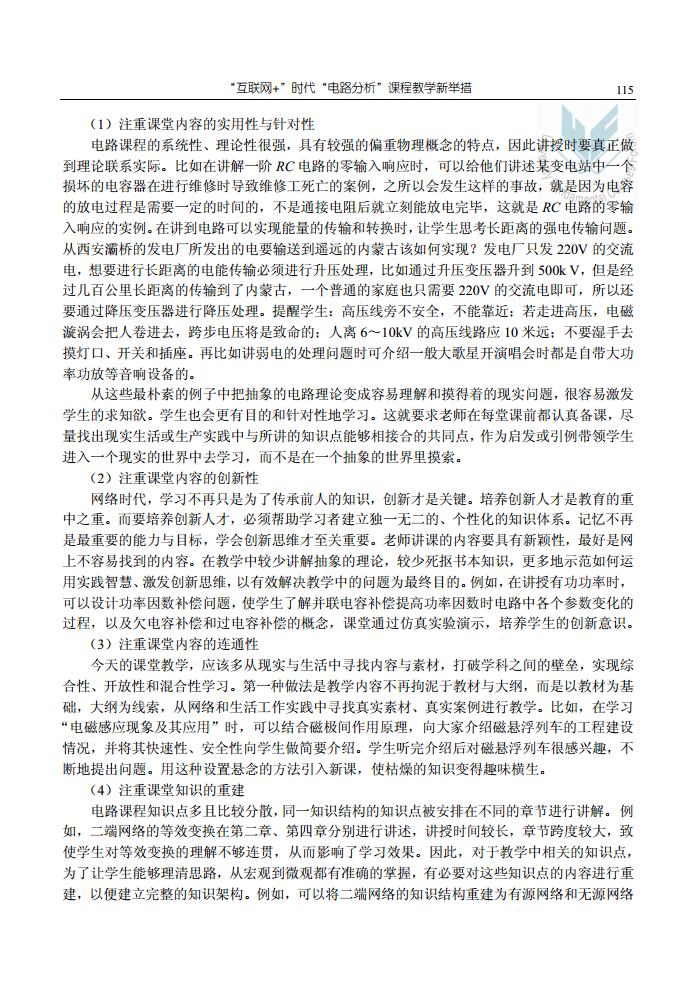 “互联网+”时代“电路分析”课程教学新举措 115
（1）注重课堂内容的实用性与针对性
电路课程的系统性、理论性很强，具有较强的偏重物理概念的特点，因此讲授时要真正做
到理论联系实际。比如在讲解一阶 RC 电路的零输入响应时，可以给他们讲述某变电站中一个
损坏的电容器在进行维修时导致维修工死亡的案例，之所以会发生这样的事故，就是因为电容
的放电过程是需要一定的时间的，不是通接电阻后就立刻能放电完毕，这就是 RC 电路的零输
入响应的实例。在讲到电路可以实现能量的传输和转换时，让学生思考长距离的强电传输问题。
从西安灞桥的发电厂所发出的电要输送到遥远的内蒙古该如何实现？发电厂只发 220V 的交流
电，想要进行长距离的电能传输必须进行升压处理，比如通过升压变压器升到 500k V，但是经
过几百公里长距离的传输到了内蒙古，一个普通的家庭也只需要 220V 的交流电即可，所以还
要通过降压变压器进行降压处理。提醒学生：高压线旁不安全，不能靠近；若走进高压，电磁
漩涡会把人卷进去，跨步电压将是致命的；人离 6～10kV 的高压线路应 10 米远；不要湿手去
摸灯口、开关和插座。再比如讲弱电的处理问题时可介绍一般大歌星开演唱会时都是自带大功
率功放等音响设备的。
从这些最朴素的例子中把抽象的电路理论变成容易理解和摸得着的现实问题，很容易激发
学生的求知欲。学生也会更有目的和针对性地学习。这就要求老师在每堂课前都认真备课，尽
量找出现实生活或生产实践中与所讲的知识点能够相接合的共同点，作为启发或引例带领学生
进入一个现实的世界中去学习，而不是在一个抽象的世界里摸索。
（2）注重课堂内容的创新性
网络时代，学习不再只是为了传承前人的知识，创新才是关键。培养创新人才是教育的重
中之重。而要培养创新人才，必须帮助学习者建立独一无二的、个性化的知识体系。记忆不再
是最重要的能力与目标，学会创新思维才至关重要。老师讲课的内容要具有新颖性，最好是网
上不容易找到的内容。在教学中较少讲解抽象的理论，较少死抠书本知识，更多地示范如何运
用实践智慧、激发创新思维，以有效解决教学中的问题为最终目的。例如，在讲授有功功率时，
可以设计功率因数补偿问题，使学生了解并联电容补偿提高功率因数时电路中各个参数变化的
过程，以及欠电容补偿和过电容补偿的概念，课堂通过仿真实验演示，培养学生的创新意识。
（3）注重课堂内容的连通性
今天的课堂教学，应该多从现实与生活中寻找内容与素材，打破学科之间的壁垒，实现综
合性、开放性和混合性学习。第一种做法是教学内容不再拘泥于教材与大纲，而是以教材为基
础，大纲为线索，从网络和生活工作实践中寻找真实素材、真实案例进行教学。比如，在学习
“电磁感应现象及其应用”时，可以结合磁极间作用原理，向大家介绍磁悬浮列车的工程建设
情况，并将其快速性、安全性向学生做简要介绍。学生听完介绍后对磁悬浮列车很感兴趣，不
断地提出问题。用这种设置悬念的方法引入新课，使枯燥的知识变得趣味横生。
（4）注重课堂知识的重建
电路课程知识点多且比较分散，同一知识结构的知识点被安排在不同的章节进行讲解。例
如，二端网络的等效变换在第二章、第四章分别进行讲述，讲授时间较长，章节跨度较大，致
使学生对等效变换的理解不够连贯，从而影响了学习效果。因此，对于教学中相关的知识点，
为了让学生能够理清思路，从宏观到微观都有准确的掌握，有必要对这些知识点的内容进行重
建，以便建立完整的知识架构。例如，可以将二端网络的知识结构重建为有源网络和无源网络